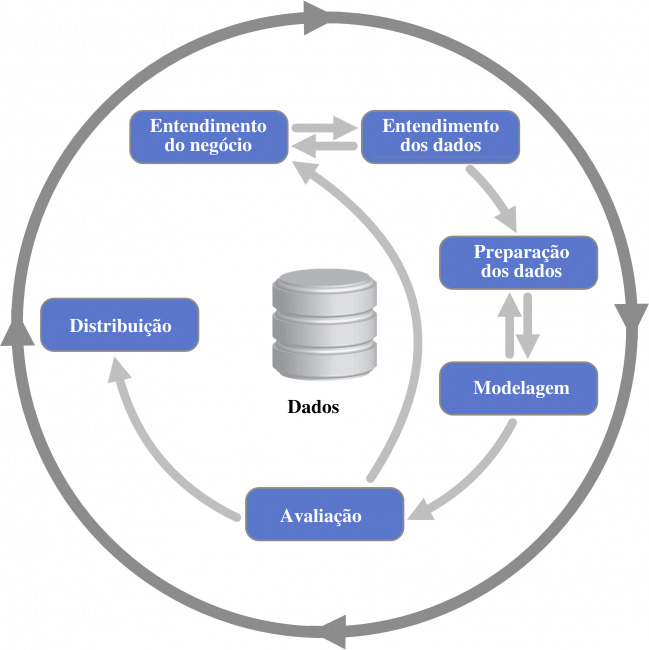 Entendimento
do negócio
Entendimento
dos dados
Preparação
dos dados
Distribuição
Modelagem
Dados
Avaliação